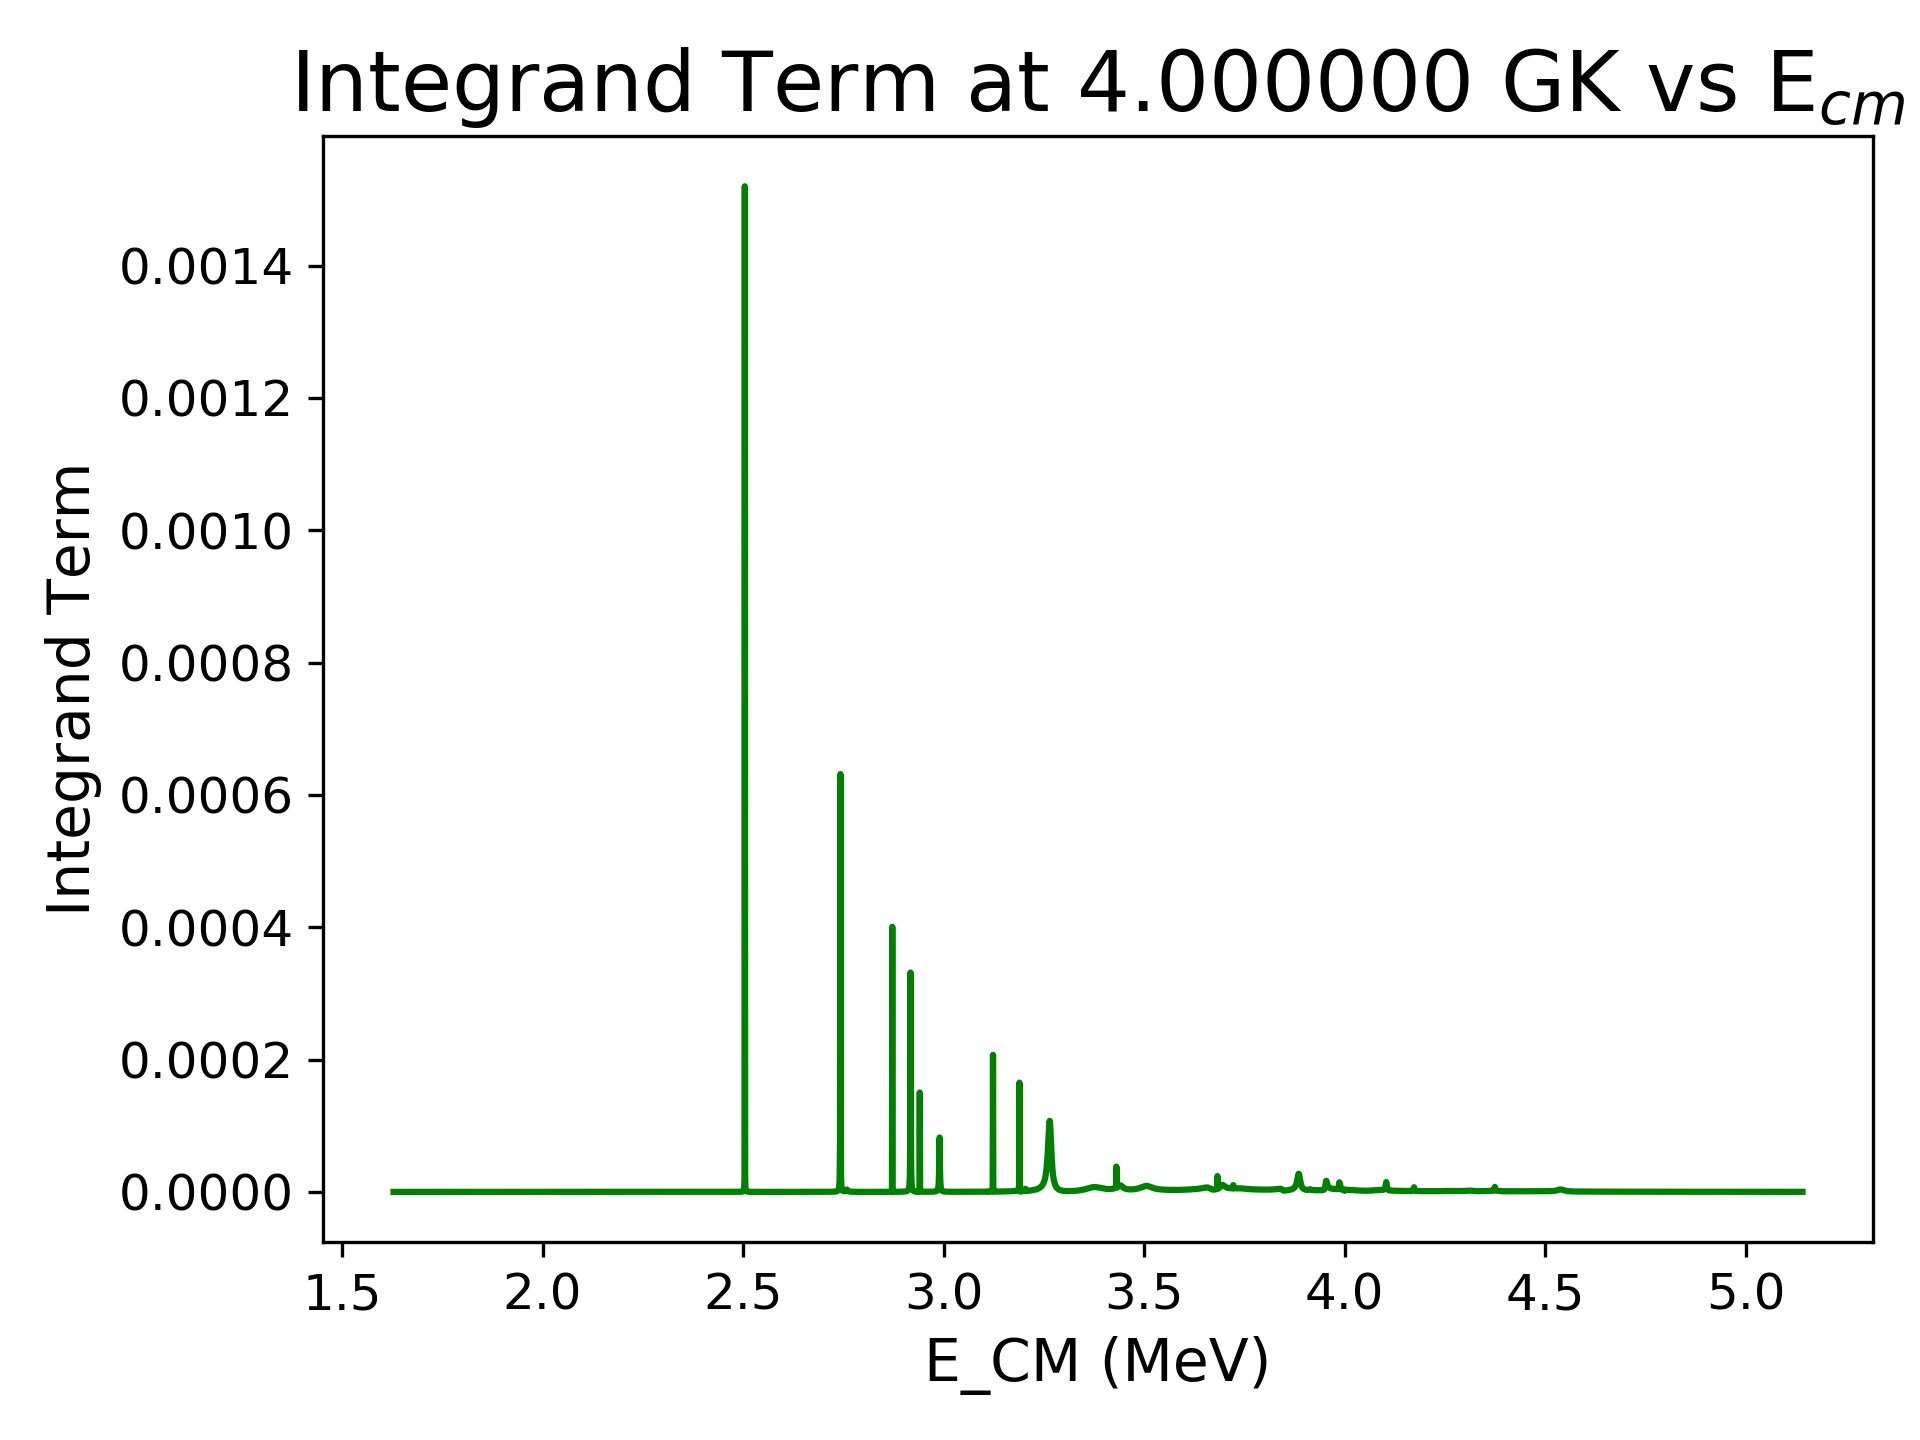 Integrand Term at 4.000000 GK vs E_cm
Integrand Term
0.0014
0.0012
0.0010
0.0008
0.0006
0.0004
0.0002
0.0000
1.5 2.0 2.5 3.0 3.5 4.0 4.5 5.0
E_CM (MeV)